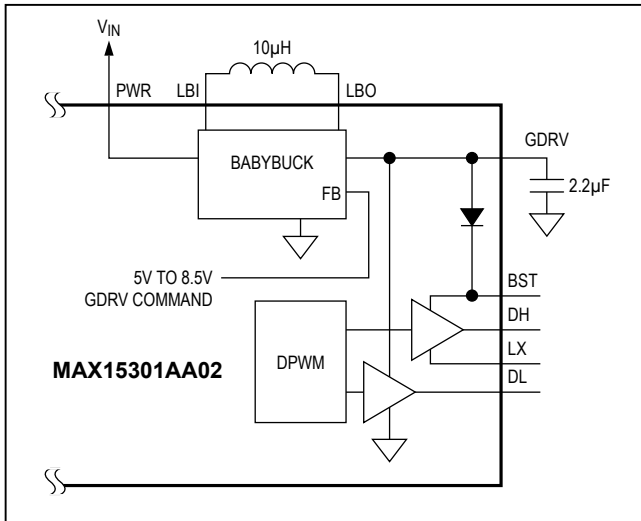 VIN
10µH
PWR
LBI
LBO
GDRV
BABYBUCK
2.2µF
FB
5V TO 8.5V
GDRV COMMAND
BST
DH
DPWM
LX
MAX15301AA02
DL